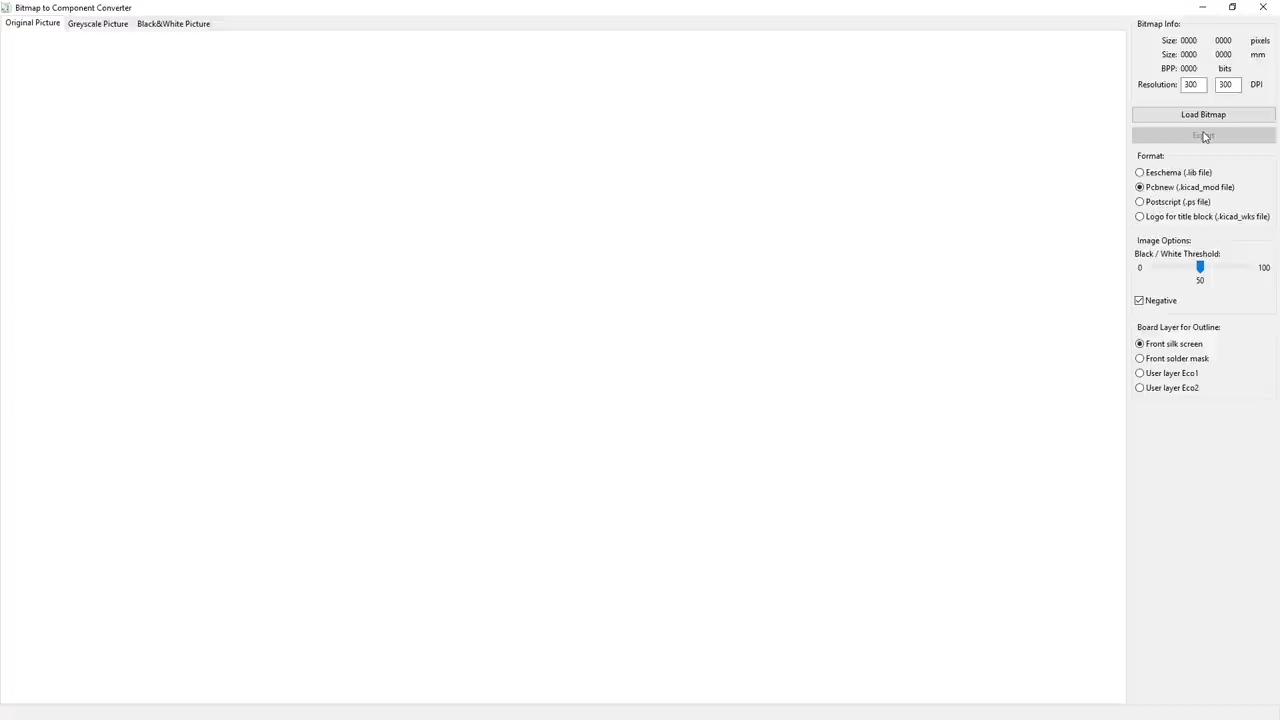 Bitmap to Component Converter
Original Picture Greyscale Picture Black&White Picture
Bitmap Info:
Size: 0000 0000 pixels
Size: 0000 0000 mm
BPP: 0000 bits
Resolution: 300 300 DPI
Load Bitmap
Export
Format:
Eeschema (.lib file)
Pcbnew (.kicad_mod file)
Postscript (.ps file)
Logo for title block (.kicad_wks file)
Image Options:
Black / White Threshold:
0 100
50
Negative
Board Layer for Outline:
Front silk screen
Front solder mask
User layer Eco1
User layer Eco2